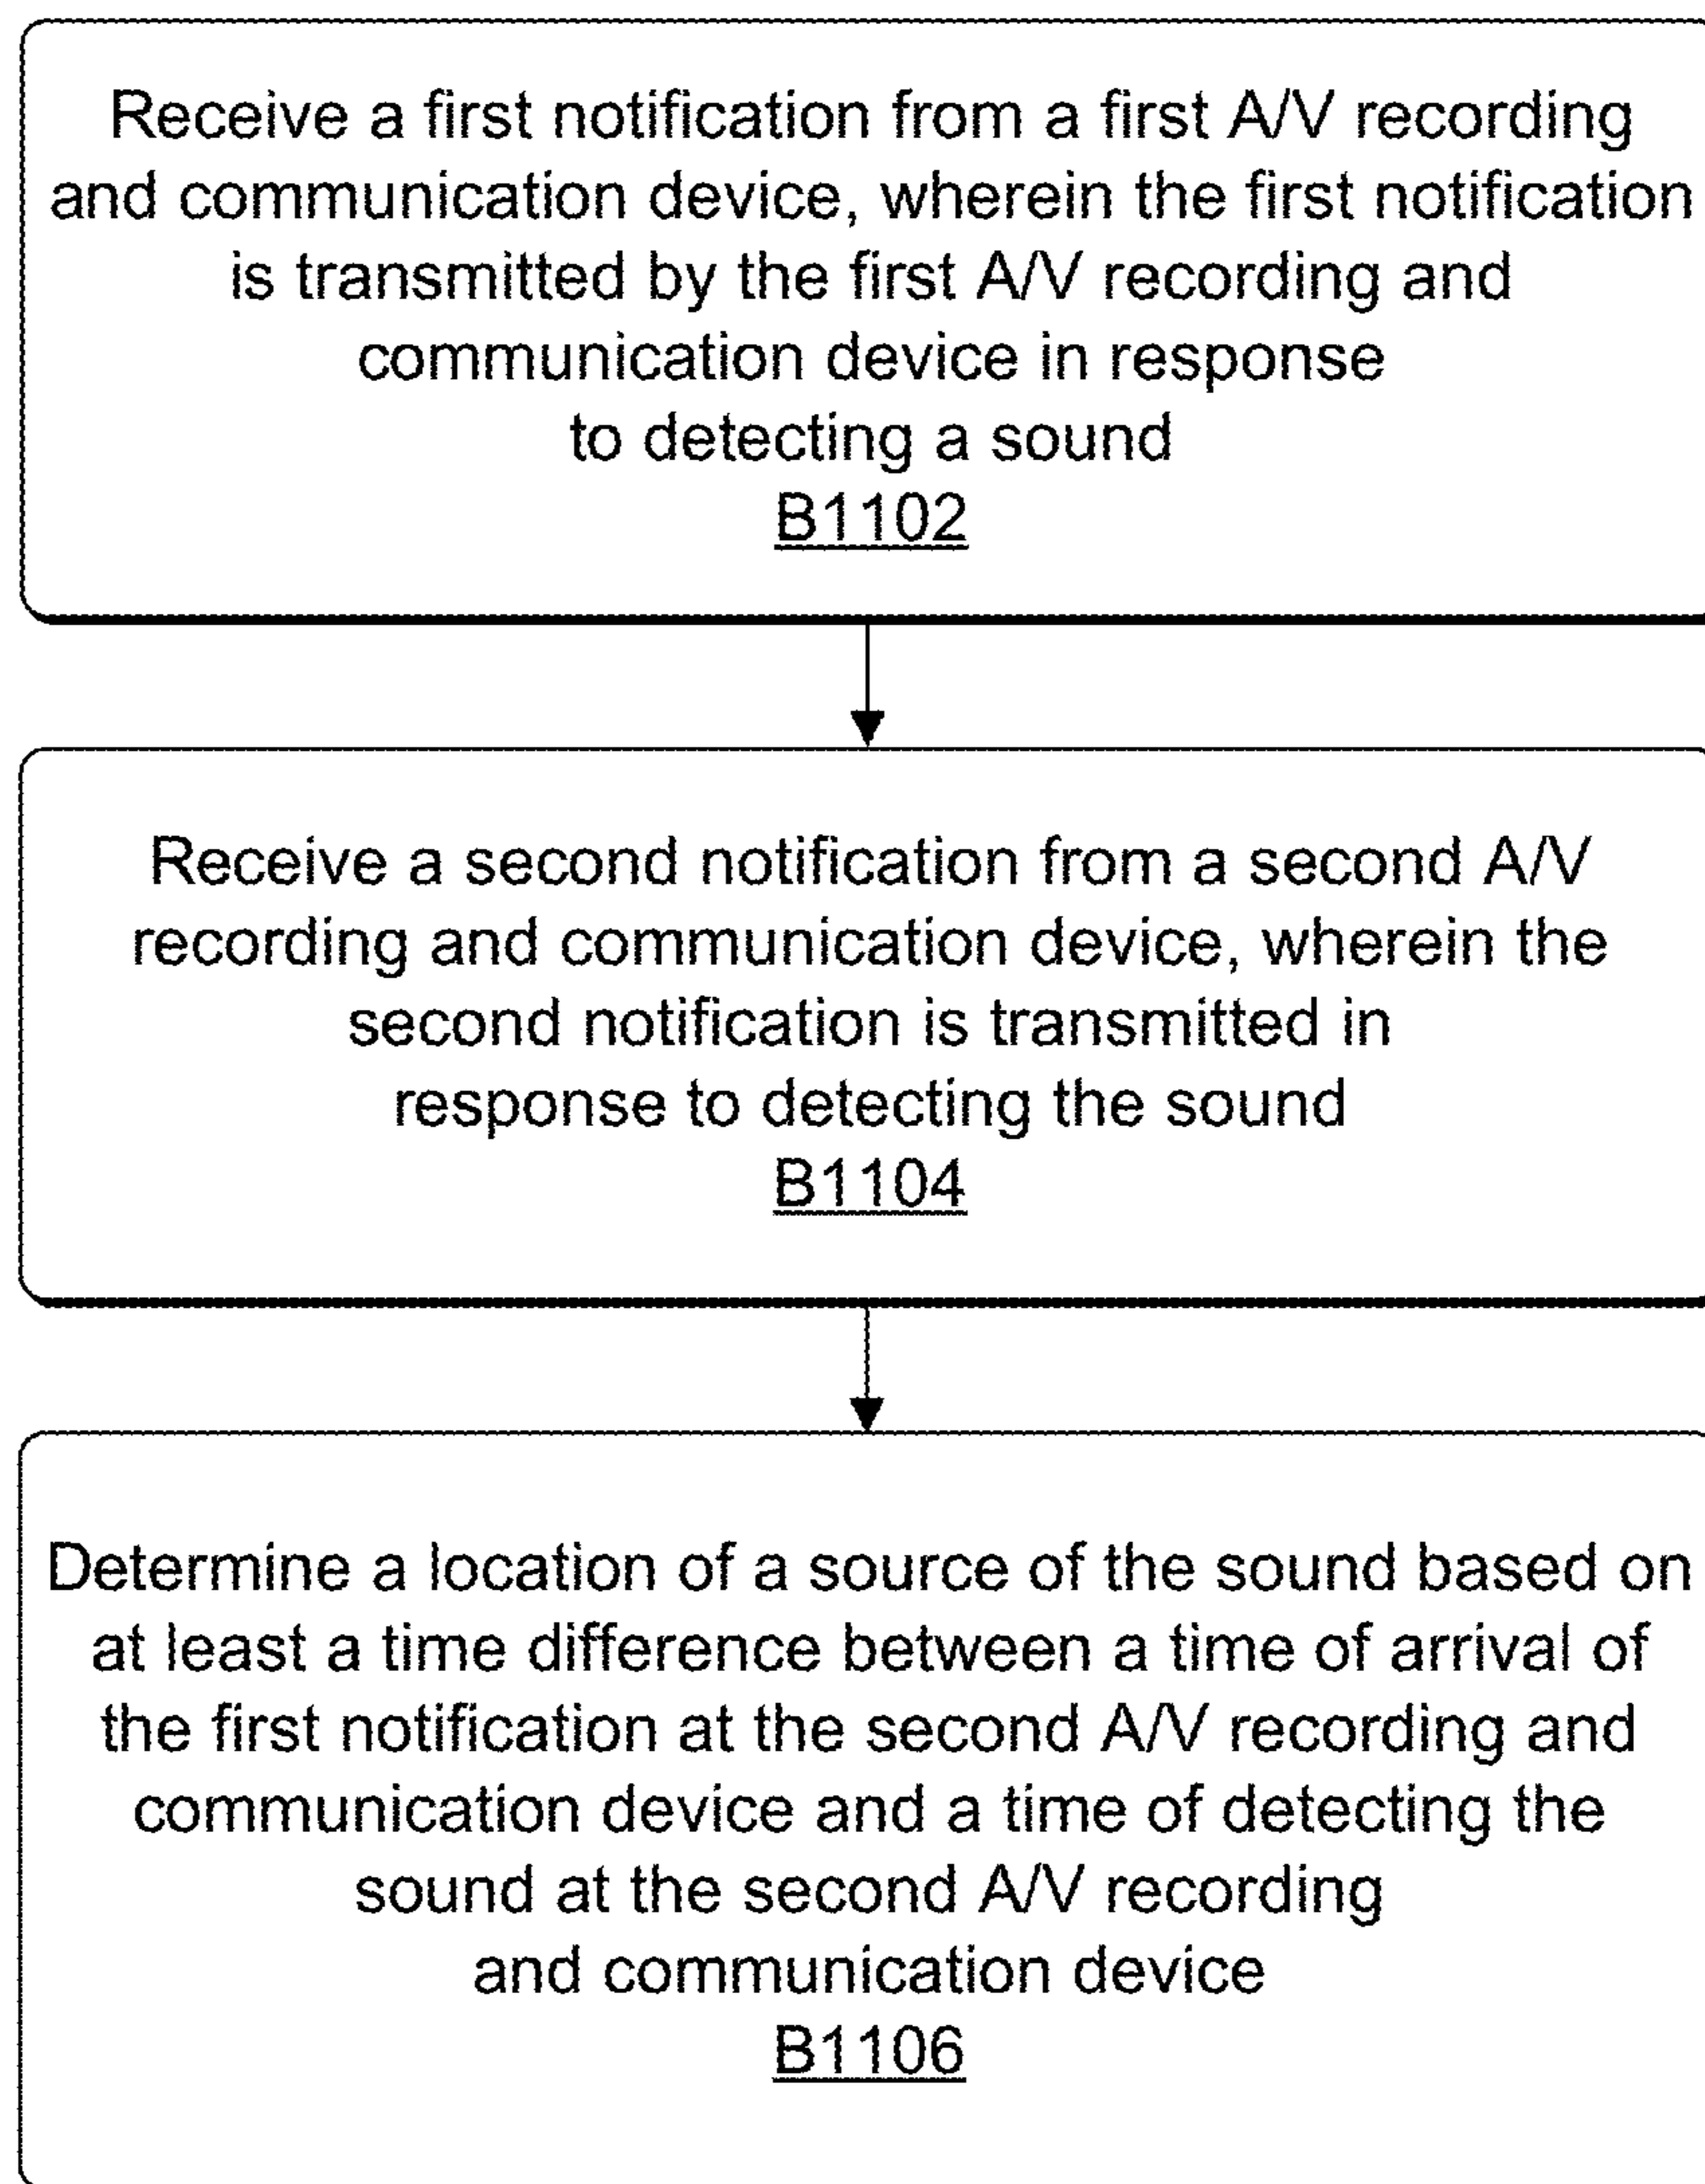 Receive a first notification from a first A/V recording
and communication device, wherein the first notification
is transmitted by the first A/V recording and
communication device in response
to detecting a sound
B1102
Receive a second notification from a second A/V
recording and communication device, wherein the
second notification is transmitted in
response to detecting the sound
B1104
Determine a location of a source of the sound based on
at least a time difference between a time of arrival of
the first notification at the second A/V recording and
communication device and a time of detecting the
sound at the second A/V recording
and communication device
B1106